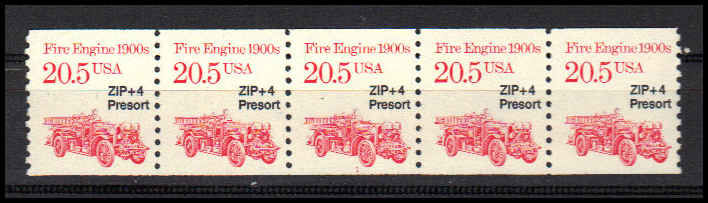 Fire Engine 1900s Fire Engine 1900s Fire Engine 1900s Fire Engine 1900s Fire Engine 1900s
20.5 USA 20.5 USA 20.5 USA 20.5 USA 20.5 USA
ZIP+4 ZIP+4 ZIP+4 ZIP+4 ZIP+4
Presort Presort Presort Presort Presort
1